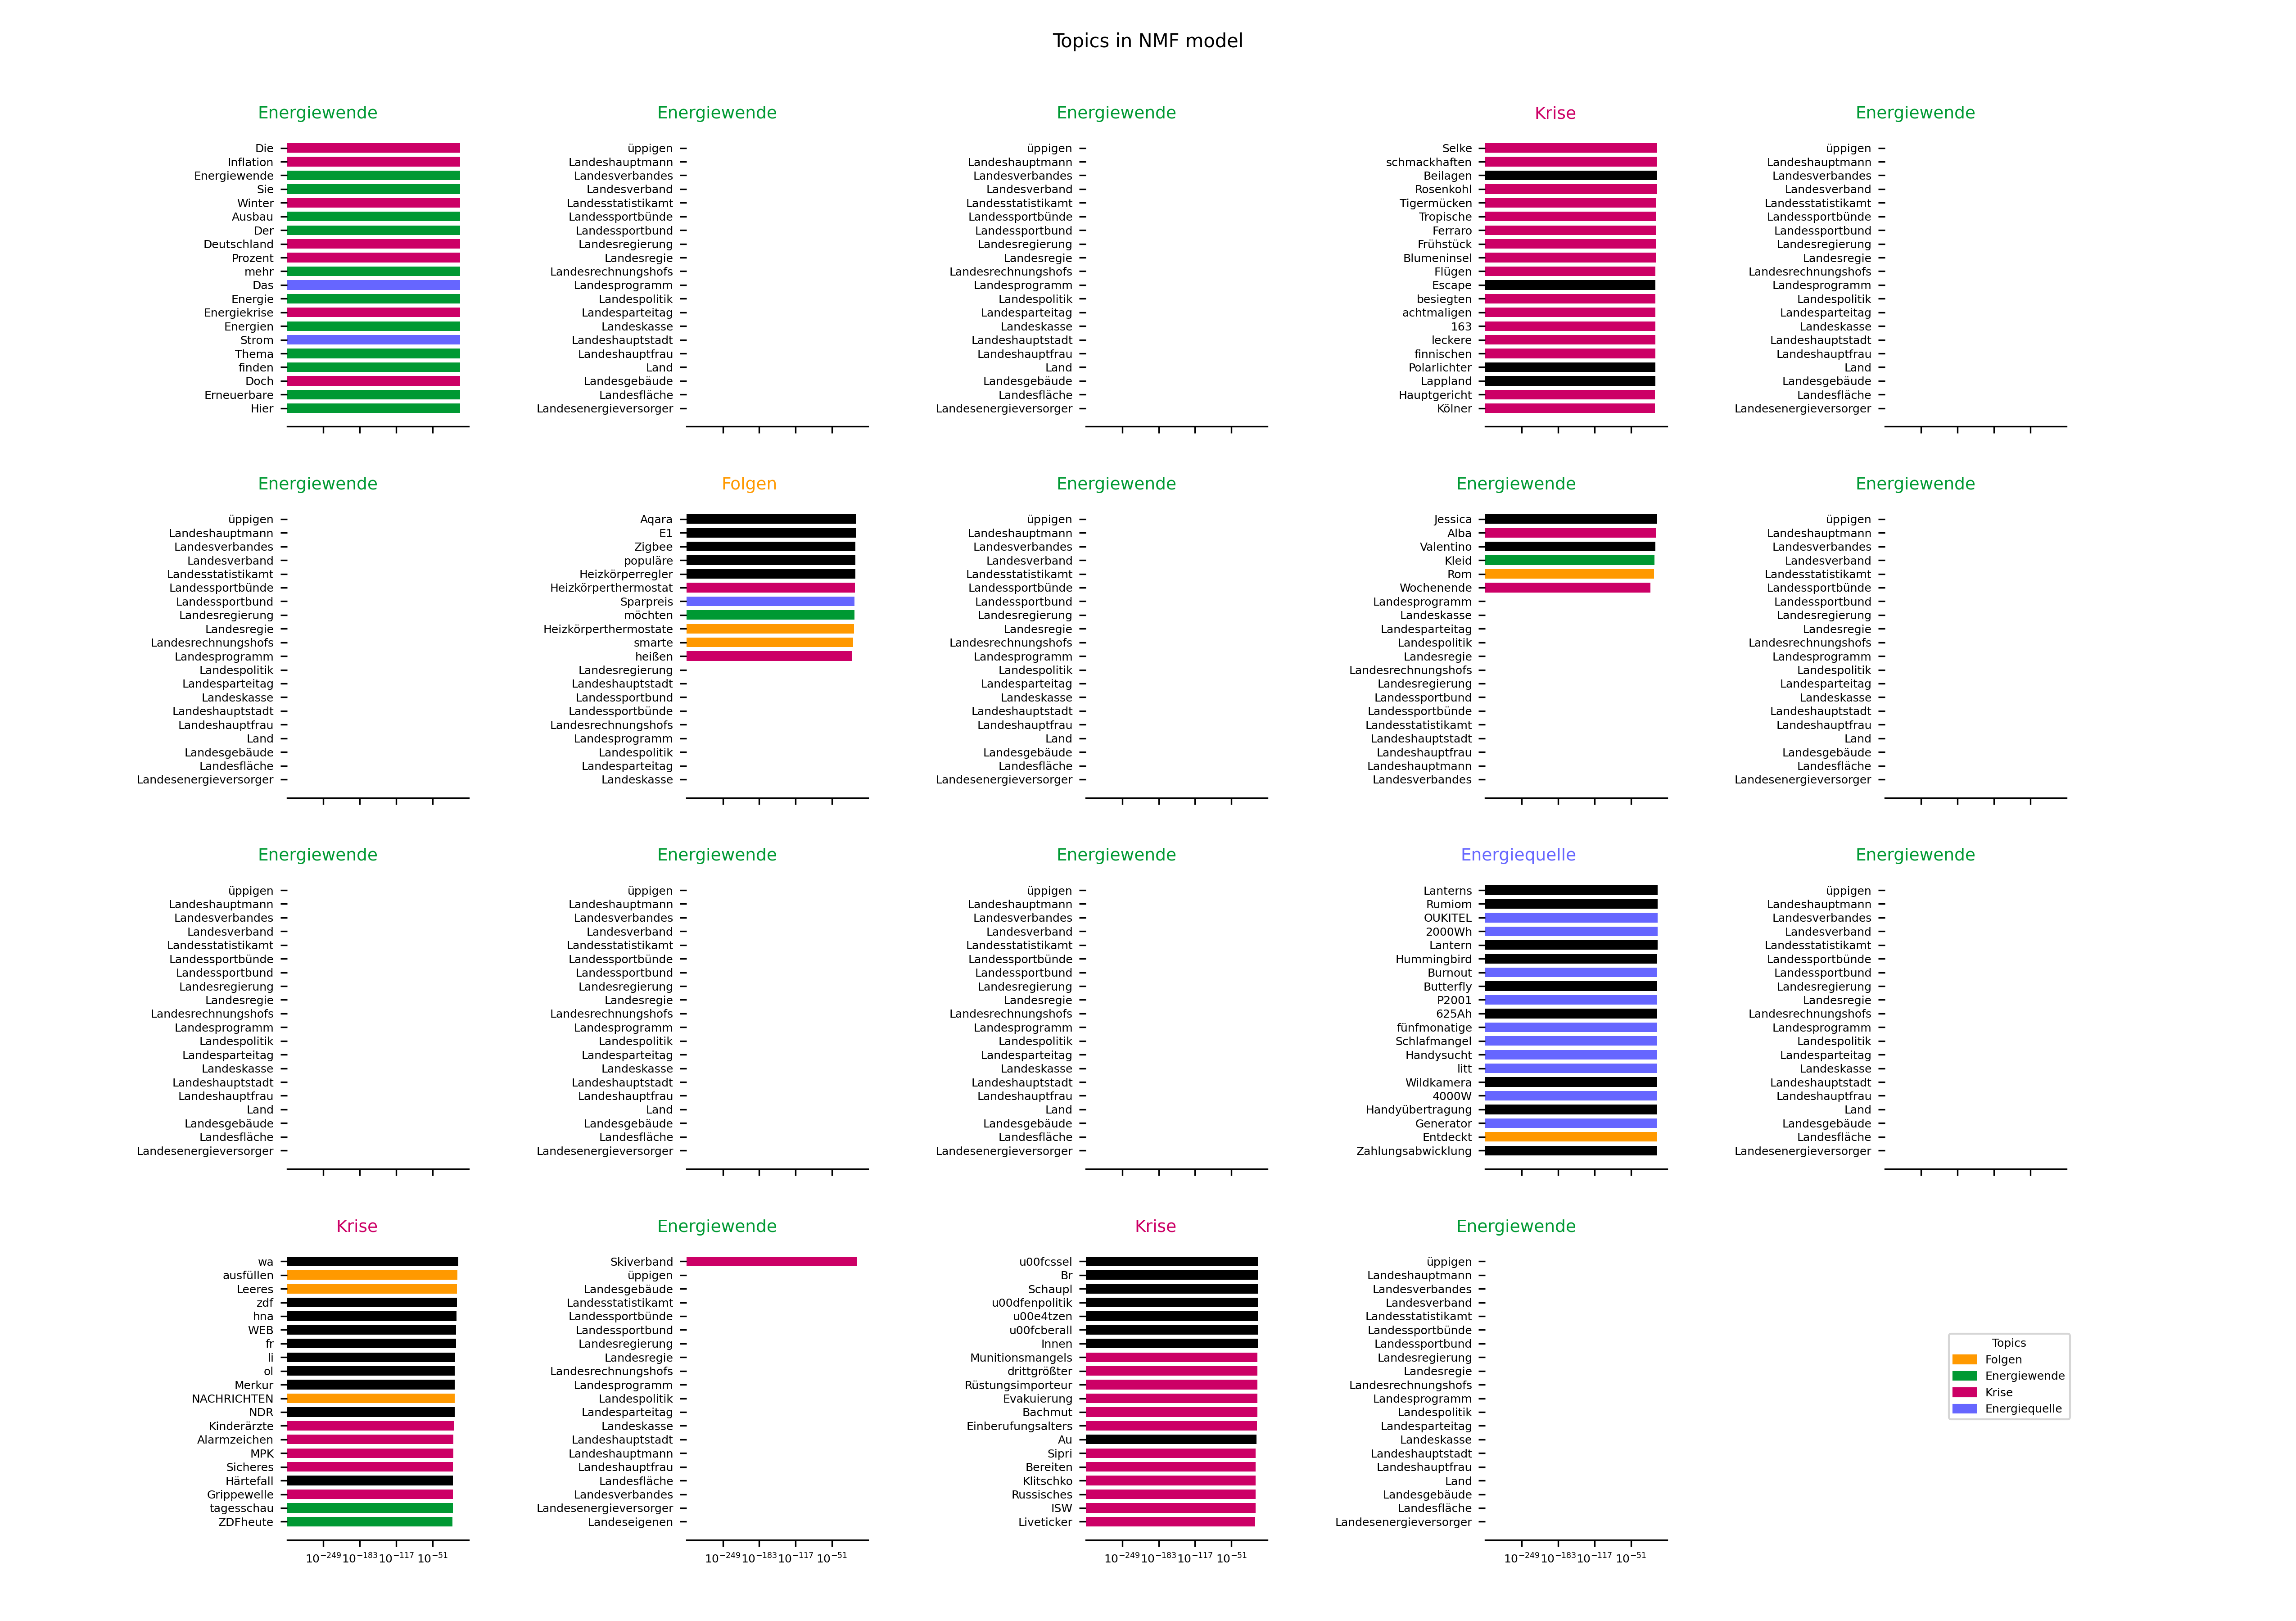 Topics in NMF model
Energiewende
Die
Inflation
Energiewende
Sie
Winter
Ausbau
Der
Deutschland
Prozent
mehr
Das
Energie
Energiekrise
Energien
Strom
Thema
finden
Doch
Erneuerbare
Hier
Energiewende
üppigen
Landeshauptmann
Landesverbandes
Landesverband
Landesstatistikamt
Landessportbünde
Landessportbund
Landesregierung
Landesregie
Landesrechnungshofs
Landesprogramm
Landespolitik
Landesparteitag
Landeskasse
Landeshauptstadt
Landeshauptfrau
Land
Landesgebäude
Landesfläche
Landesenergieversorger
Energiewende
üppigen
Landeshauptmann
Landesverbandes
Landesverband
Landesstatistikamt
Landessportbünde
Landessportbund
Landesregierung
Landesregie
Landesrechnungshofs
Landesprogramm
Landespolitik
Landesparteitag
Landeskasse
Landeshauptstadt
Landeshauptfrau
Land
Landesgebäude
Landesfläche
Landesenergieversorger
Krise
Selke
schmackhaften
Beilagen
Rosenkohl
Tigermücken
Tropische
Ferraro
Frühstück
Blumeninsel
Flügen
Escape
besiegten
achtmaligen
163
leckere
finnischen
Polarlichter
Lappland
Hauptgericht
Kölner
Energiewende
üppigen
Landeshauptmann
Landesverbandes
Landesverband
Landesstatistikamt
Landessportbünde
Landessportbund
Landesregierung
Landesregie
Landesrechnungshofs
Landesprogramm
Landespolitik
Landesparteitag
Landeskasse
Landeshauptstadt
Landeshauptfrau
Land
Landesgebäude
Landesfläche
Landesenergieversorger
Energiewende
üppigen
Landeshauptmann
Landesverbandes
Landesverband
Landesstatistikamt
Landessportbünde
Landessportbund
Landesregierung
Landesregie
Landesrechnungshofs
Landesprogramm
Landespolitik
Landesparteitag
Landeskasse
Landeshauptstadt
Landeshauptfrau
Land
Landesgebäude
Landesfläche
Landesenergieversorger
Folgen
Aqara
E1
Zigbee
populäre
Heizkörperregler
Heizkörperthermostat
Sparpreis
möchten
Heizkörperthermostate
smarte
heißen
Landesregierung
Landeshauptstadt
Landessportbund
Landessportbünde
Landesrechnungshofs
Landesprogramm
Landespolitik
Landesparteitag
Landeskasse
Energiewende
üppigen
Landeshauptmann
Landesverbandes
Landesverband
Landesstatistikamt
Landessportbünde
Landessportbund
Landesregierung
Landesregie
Landesrechnungshofs
Landesprogramm
Landespolitik
Landesparteitag
Landeskasse
Landeshauptstadt
Landeshauptfrau
Land
Landesgebäude
Landesfläche
Landesenergieversorger
Energiewende
Jessica
Alba
Valentino
Kleid
Rom
Wochenende
Landesprogramm
Landeskasse
Landesparteitag
Landespolitik
Landesregie
Landesrechnungshofs
Landesregierung
Landessportbund
Landessportbünde
Landesstatistikamt
Landeshauptstadt
Landeshauptfrau
Landeshauptmann
Landesverbandes
Energiewende
üppigen
Landeshauptmann
Landesverbandes
Landesverband
Landesstatistikamt
Landessportbünde
Landessportbund
Landesregierung
Landesregie
Landesrechnungshofs
Landesprogramm
Landespolitik
Landesparteitag
Landeskasse
Landeshauptstadt
Landeshauptfrau
Land
Landesgebäude
Landesfläche
Landesenergieversorger
Energiewende
üppigen
Landeshauptmann
Landesverbandes
Landesverband
Landesstatistikamt
Landessportbünde
Landessportbund
Landesregierung
Landesregie
Landesrechnungshofs
Landesprogramm
Landespolitik
Landesparteitag
Landeskasse
Landeshauptstadt
Landeshauptfrau
Land
Landesgebäude
Landesfläche
Landesenergieversorger
Energiewende
üppigen
Landeshauptmann
Landesverbandes
Landesverband
Landesstatistikamt
Landessportbünde
Landessportbund
Landesregierung
Landesregie
Landesrechnungshofs
Landesprogramm
Landespolitik
Landesparteitag
Landeskasse
Landeshauptstadt
Landeshauptfrau
Land
Landesgebäude
Landesfläche
Landesenergieversorger
Energiewende
üppigen
Landeshauptmann
Landesverbandes
Landesverband
Landesstatistikamt
Landessportbünde
Landessportbund
Landesregierung
Landesregie
Landesrechnungshofs
Landesprogramm
Landespolitik
Landesparteitag
Landeskasse
Landeshauptstadt
Landeshauptfrau
Land
Landesgebäude
Landesfläche
Landesenergieversorger
Energiequelle
Lanterns
Rumiom
OUKITEL
2000Wh
Lantern
Hummingbird
Burnout
Butterfly
P2001
625Ah
fünfmonatige
Schlafmangel
Handysucht
litt
Wildkamera
4000W
Handyübertragung
Generator
Entdeckt
Zahlungsabwicklung
Energiewende
üppigen
Landeshauptmann
Landesverbandes
Landesverband
Landesstatistikamt
Landessportbünde
Landessportbund
Landesregierung
Landesregie
Landesrechnungshofs
Landesprogramm
Landespolitik
Landesparteitag
Landeskasse
Landeshauptstadt
Landeshauptfrau
Land
Landesgebäude
Landesfläche
Landesenergieversorger
Krise
wa
ausfüllen
Leeres
zdf
hna
WEB
fr
li
ol
Merkur
NACHRICHTEN
NDR
Kinderärzte
Alarmzeichen
MPK
Sicheres
Härtefall
Grippewelle
tagesschau
ZDFheute
10⁻²⁴⁹ 10⁻¹⁸³ 10⁻¹¹⁷ 10⁻⁵¹
Energiewende
Skiverband
üppigen
Landesgebäude
Landesstatistikamt
Landessportbünde
Landessportbund
Landesregierung
Landesregie
Landesrechnungshofs
Landesprogramm
Landespolitik
Landesparteitag
Landeskasse
Landeshauptstadt
Landeshauptmann
Landeshauptfrau
Landesfläche
Landesverbandes
Landesenergieversorger
Landeseigenen
10⁻²⁴⁹ 10⁻¹⁸³ 10⁻¹¹⁷ 10⁻⁵¹
Krise
u00fcssel
Br
Schaupl
u00dfenpolitik
u00e4tzen
u00fcberall
Innen
Munitionsmangels
drittgrößter
Rüstungsimporteur
Evakuierung
Bachmut
Einberufungsalters
Au
Sipri
Bereiten
Klitschko
Russisches
ISW
Liveticker
10⁻²⁴⁹ 10⁻¹⁸³ 10⁻¹¹⁷ 10⁻⁵¹
Energiewende
üppigen
Landeshauptmann
Landesverbandes
Landesverband
Landesstatistikamt
Landessportbünde
Landessportbund
Landesregierung
Landesregie
Landesrechnungshofs
Landesprogramm
Landespolitik
Landesparteitag
Landeskasse
Landeshauptstadt
Landeshauptfrau
Land
Landesgebäude
Landesfläche
Landesenergieversorger
10⁻²⁴⁹ 10⁻¹⁸³ 10⁻¹¹⁷ 10⁻⁵¹
Topics
Folgen
Energiewende
Krise
Energiequelle